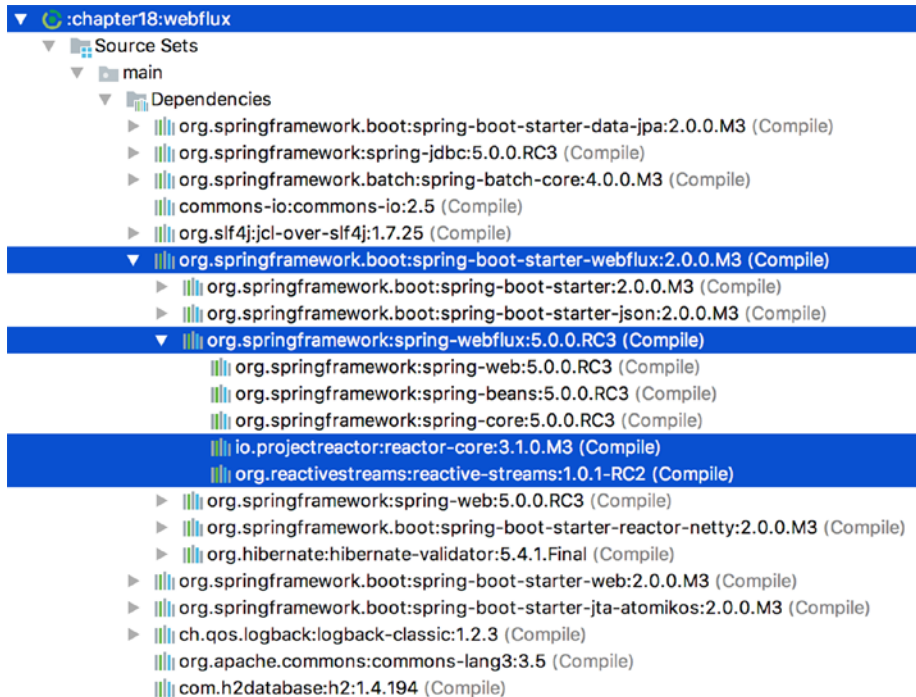 :chapter18:webflux
Source Sets
main
Dependencies
org.springframework.boot:spring-boot-starter-data-jpa:2.0.0.M3 (Compile)
org.springframework:spring-jdbc:5.0.0.RC3 (Compile)
org.springframework.batch:spring-batch-core:4.0.0.M3 (Compile)
commons-io:commons-io:2.5 (Compile)
org.slf4j:jcl-over-slf4j:1.7.25 (Compile)
org.springframework.boot:spring-boot-starter-webflux:2.0.0.M3 (Compile)
org.springframework.boot:spring-boot-starter:2.0.0.M3 (Compile)
org.springframework.boot:spring-boot-starter-json:2.0.0.M3 (Compile)
org.springframework:spring-webflux:5.0.0.RC3 (Compile)
org.springframework:spring-web:5.0.0.RC3 (Compile)
org.springframework:spring-beans:5.0.0.RC3 (Compile)
org.springframework:spring-core:5.0.0.RC3 (Compile)
io.projectreactor:reactor-core:3.1.0.M3 (Compile)
org.reactivestreams:reactive-streams:1.0.1-RC2 (Compile)
org.springframework:spring-web:5.0.0.RC3 (Compile)
org.springframework.boot:spring-boot-starter-reactor-netty:2.0.0.M3 (Compile)
org.hibernate:hibernate-validator:5.4.1.Final (Compile)
org.springframework.boot:spring-boot-starter-web:2.0.0.M3 (Compile)
org.springframework.boot:spring-boot-starter-jta-atomikos:2.0.0.M3 (Compile)
ch.qos.logback:logback-classic:1.2.3 (Compile)
org.apache.commons:commons-lang3:3.5 (Compile)
com.h2database:h2:1.4.194 (Compile)